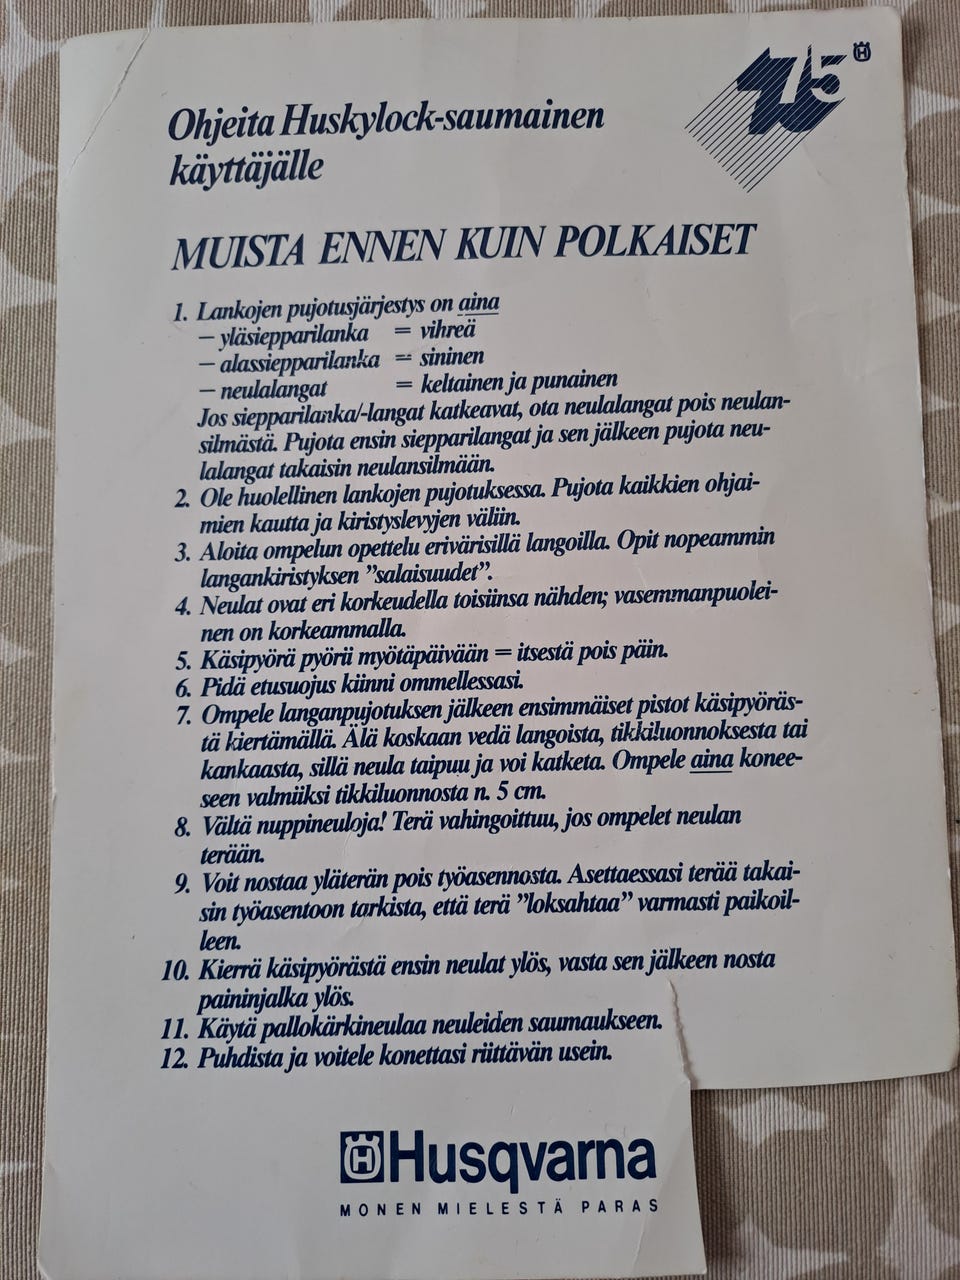 75
Ohjeita Huskylock-saumainen
käyttäjälle
MUISTA ENNEN KUIN POLKAISET
1. Lankojen pujotusjärjestys on aina
– yläsiepparilanka = vihreä
– alassiepparilanka = sininen
– neulalangat = keltainen ja punainen
Jos siepparilanka/-langat katkeavat, ota neulalangat pois neulan-
silmästä. Pujota ensin siepparilangat ja sen jälkeen pujota neu-
lalangat takaisin neulansilmään.
2. Ole huolellinen lankojen pujotuksessa. Pujota kaikkien ohjai-
mien kautta ja kiristyslevyjen väliin.
3. Aloita ompelun opettelu erivärisillä langoilla. Opit nopeammin
langankiristyksen ”salaisuudet”.
4. Neulat ovat eri korkeudella toisiinsa nähden; vasemmanpuolei-
nen on korkeammalla.
5. Käsipyörä pyörii myötäpäivään = itsestä pois päin.
6. Pidä etusuojus kiinni ommellessasi.
7. Ompele langanpujotuksen jälkeen ensimmäiset pistot käsipyöräs-
tä kiertämällä. Älä koskaan vedä langoista, tikkiluonnoksesta tai
kankaasta, sillä neula taipuu ja voi katketa. Ompele aina konee-
seen valmiiksi tikkiluonnosta n. 5 cm.
8. Vältä nuppineuloja! Terä vahingoittuu, jos ompelet neulan
terään.
9. Voit nostaa yläterän pois työasennosta. Asettaessasi terää takai-
sin työasentoon tarkista, että terä ”loksahtaa” varmasti paikoil-
leen.
10. Kierrä käsipyörästä ensin neulat ylös, vasta sen jälkeen nosta
paininjalka ylös.
11. Käytä pallokärkineulaa neuleiden saumaukseen.
12. Puhdista ja voitele konettasi riittävän usein.
Husqvarna
MONEN MIELESTÄ PARAS